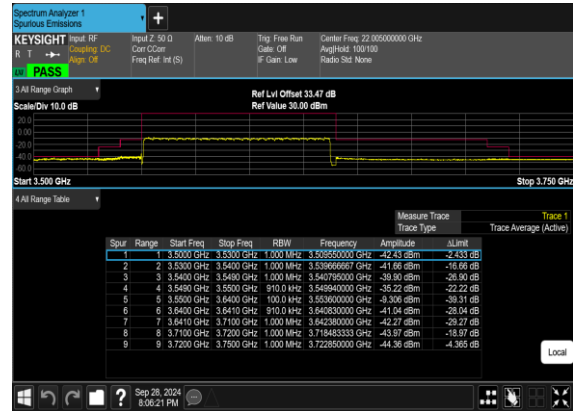 Spectrum Analyzer 1
Spurious Emissions
KEYSIGHT Input: RF Input Z: 50 Ω Atten: 10 dB Trig: Free Run Center Freq: 22.005000000 GHz
R T Coupling: DC Corr CCorr Gate: Off Avg|Hold: 100/100
Align: Off Freq Ref: Int (S) IF Gain: Low Radio Std: None
PASS
3 All Range Graph
Ref Lvl Offset 33.47 dB
Scale/Div 10.0 dB Ref Value 30.00 dBm
20.0
0.00
-20.0
-40.0
-60.0
Start 3.500 GHz Stop 3.750 GHz
4 All Range Table
Measure Trace Trace 1
Trace Type Trace Average (Active)
Spur Range Start Freq Stop Freq RBW Frequency Amplitude ΔLimit
1 1 3.5000 GHz 3.5300 GHz 1.000 MHz 3.509550000 GHz -42.43 dBm -2.433 dB
2 2 3.5300 GHz 3.5400 GHz 1.000 MHz 3.539666667 GHz -41.66 dBm -16.66 dB
3 3 3.5400 GHz 3.5490 GHz 1.000 MHz 3.540795000 GHz -39.90 dBm -26.90 dB
4 4 3.5490 GHz 3.5500 GHz 910.0 kHz 3.549940000 GHz -35.22 dBm -22.22 dB
5 5 3.5500 GHz 3.6400 GHz 100.0 kHz 3.553600000 GHz -9.306 dBm -39.31 dB
6 6 3.6400 GHz 3.6410 GHz 910.0 kHz 3.640830000 GHz -41.04 dBm -28.04 dB
7 7 3.6410 GHz 3.7100 GHz 1.000 MHz 3.642380000 GHz -42.27 dBm -29.27 dB
8 8 3.7100 GHz 3.7200 GHz 1.000 MHz 3.718483333 GHz -43.97 dBm -18.97 dB
9 9 3.7200 GHz 3.7500 GHz 1.000 MHz 3.722850000 GHz -44.36 dBm -4.365 dB
Local
? Sep 28, 2024
8:06:21 PM